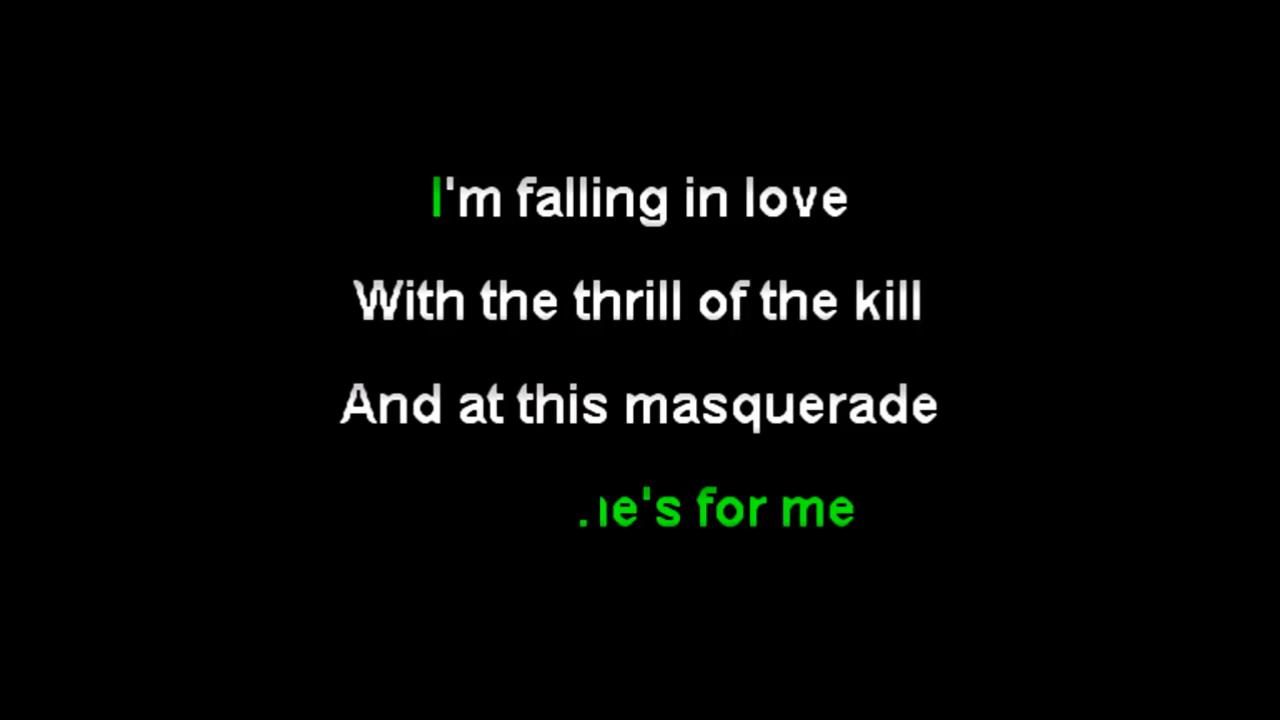 I'm falling in love
With the thrill of the kill
And at this masquerade
for me